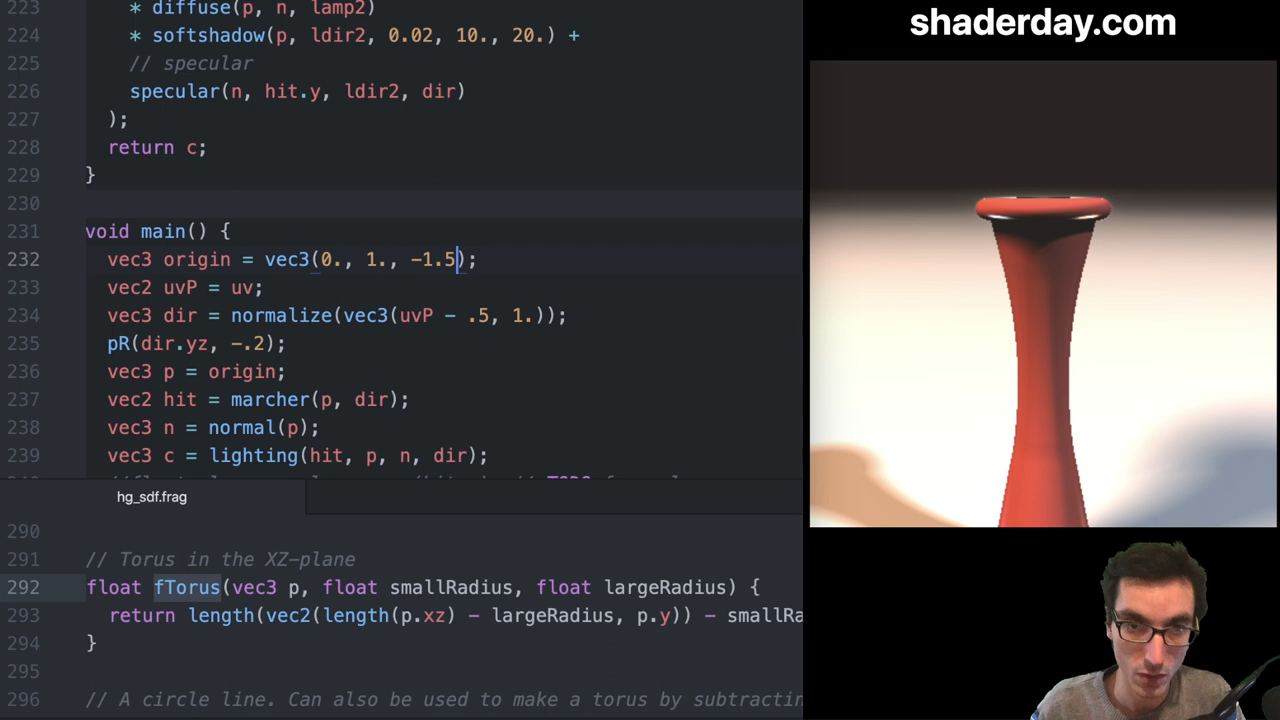 223 * diffuse(p, n, lamp2)
224 * softshadow(p, ldir2, 0.02, 10., 20.) +
225 // specular
226 specular(n, hit.y, ldir2, dir)
227 );
228 return c;
229 }
230
231 void main() {
232 vec3 origin = vec3(0., 1., -1.5);
233 vec2 uvP = uv;
234 vec3 dir = normalize(vec3(uvP - .5, 1.));
235 pR(dir.yz, -.2);
236 vec3 p = origin;
237 vec2 hit = marcher(p, dir);
238 vec3 n = normal(p);
239 vec3 c = lighting(hit, p, n, dir);
hg_sdf.frag
290
291 // Torus in the XZ-plane
292 float fTorus(vec3 p, float smallRadius, float largeRadius) {
293 return length(vec2(length(p.xz) - largeRadius, p.y)) - smallRa
294 }
295
296 // A circle line. Can also be used to make a torus by subtractin
shaderday.com